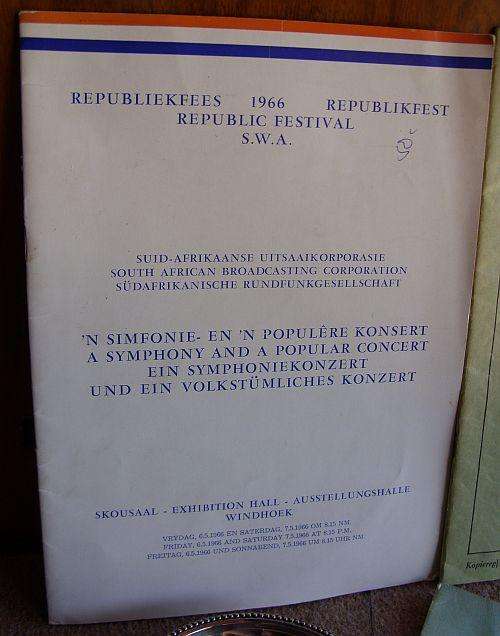 REPUBLIEKFEES 1966 REPUBLIKFEST
REPUBLIC FESTIVAL
S.W.A.
SUID-AFRIKAANSE UITSAAIKORPORASIE
SOUTH AFRICAN BROADCASTING CORPORATION
SÜDAFRIKANISCHE RUNDFUNKGESELLSCHAFT
'N SIMFONIE- EN 'N POPULÊRE KONSERT
A SYMPHONY AND A POPULAR CONCERT
EIN SYMPHONIEKONZERT
UND EIN VOLKSTÜMLICHES KONZERT
SKOUSAAL - EXHIBITION HALL - AUSSTELLUNGSHALLE
WINDHOEK
VRYDAG, 6.5.1966 EN SATERDAG, 7.5.1966 OM 8.15 NM.
FRIDAY, 6.5.1966 AND SATURDAY 7.5.1966 AT 8.15 P.M.
FREITAG, 6.5.1966 UND SONNABEND, 7.5.1966 UM 8.15 UHR NM